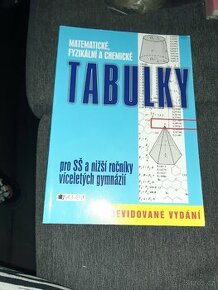 MATEMATICKÉ,
FYZIKÁLNÍ A CHEMICKÉ
TABULKY
pro SŠ a nižší ročníky
víceletých gymnázií
REVIDOVANÉ VYDÁNÍ